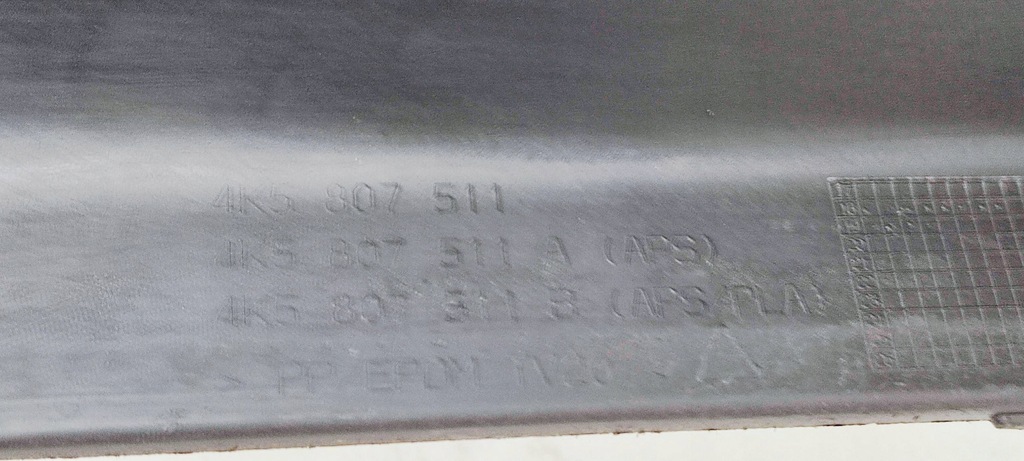 4K5 807 511
4K5 807 511 A (APS)
4K5 807 511 B (APS/PLA)
> PP/EPDM TV20 <